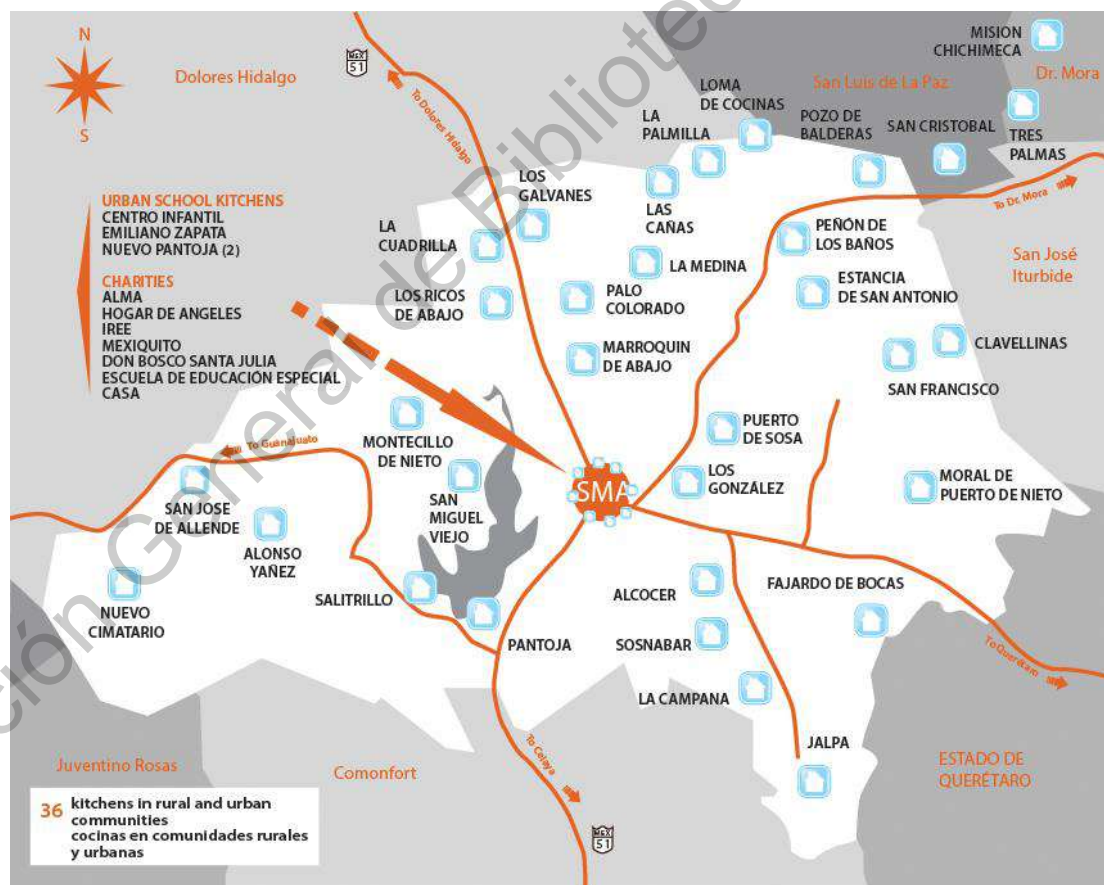 N
S
MEX
51
Dolores Hidalgo
To Dolores Hidalgo
MISION
CHICHIMECA
San Luis de La Paz
Dr. Mora
LOMA
DE COCINAS
LA
PALMILLA
POZO DE
BALDERAS
SAN CRISTOBAL
TRES
PALMAS
To Dr. Mora
LOS
GALVANES
LAS
CAÑAS
LA
CUADRILLA
PEÑÓN DE
LOS BAÑOS
San José
Iturbide
LA MEDINA
ESTANCIA
DE SAN ANTONIO
LOS RICOS
DE ABAJO
PALO
COLORADO
URBAN SCHOOL KITCHENS
CENTRO INFANTIL
EMILIANO ZAPATA
NUEVO PANTOJA (2)
CHARITIES
ALMA
HOGAR DE ANGELES
IREE
MEXIQUITO
DON BOSCO SANTA JULIA
ESCUELA DE EDUCACIÓN ESPECIAL
CASA
MARROQUIN
DE ABAJO
CLAVELLINAS
SAN FRANCISCO
PUERTO
DE SOSA
To Guanajuato
MONTECILLO
DE NIETO
SAN
MIGUEL
VIEJO
SMA
LOS
GONZÁLEZ
MORAL DE
PUERTO DE NIETO
SAN JOSE
DE ALLENDE
ALONSO
YAÑEZ
NUEVO
CIMATARIO
SALITRILLO
PANTOJA
ALCOCER
FAJARDO DE BOCAS
SOSNABAR
To Querétaro
LA CAMPANA
JALPA
To Celaya
Juventino Rosas
Comonfort
ESTADO DE
QUERÉTARO
MEX
51
36 kitchens in rural and urban
communities
cocinas en comunidades rurales
y urbanas
ción General de Bibliotec